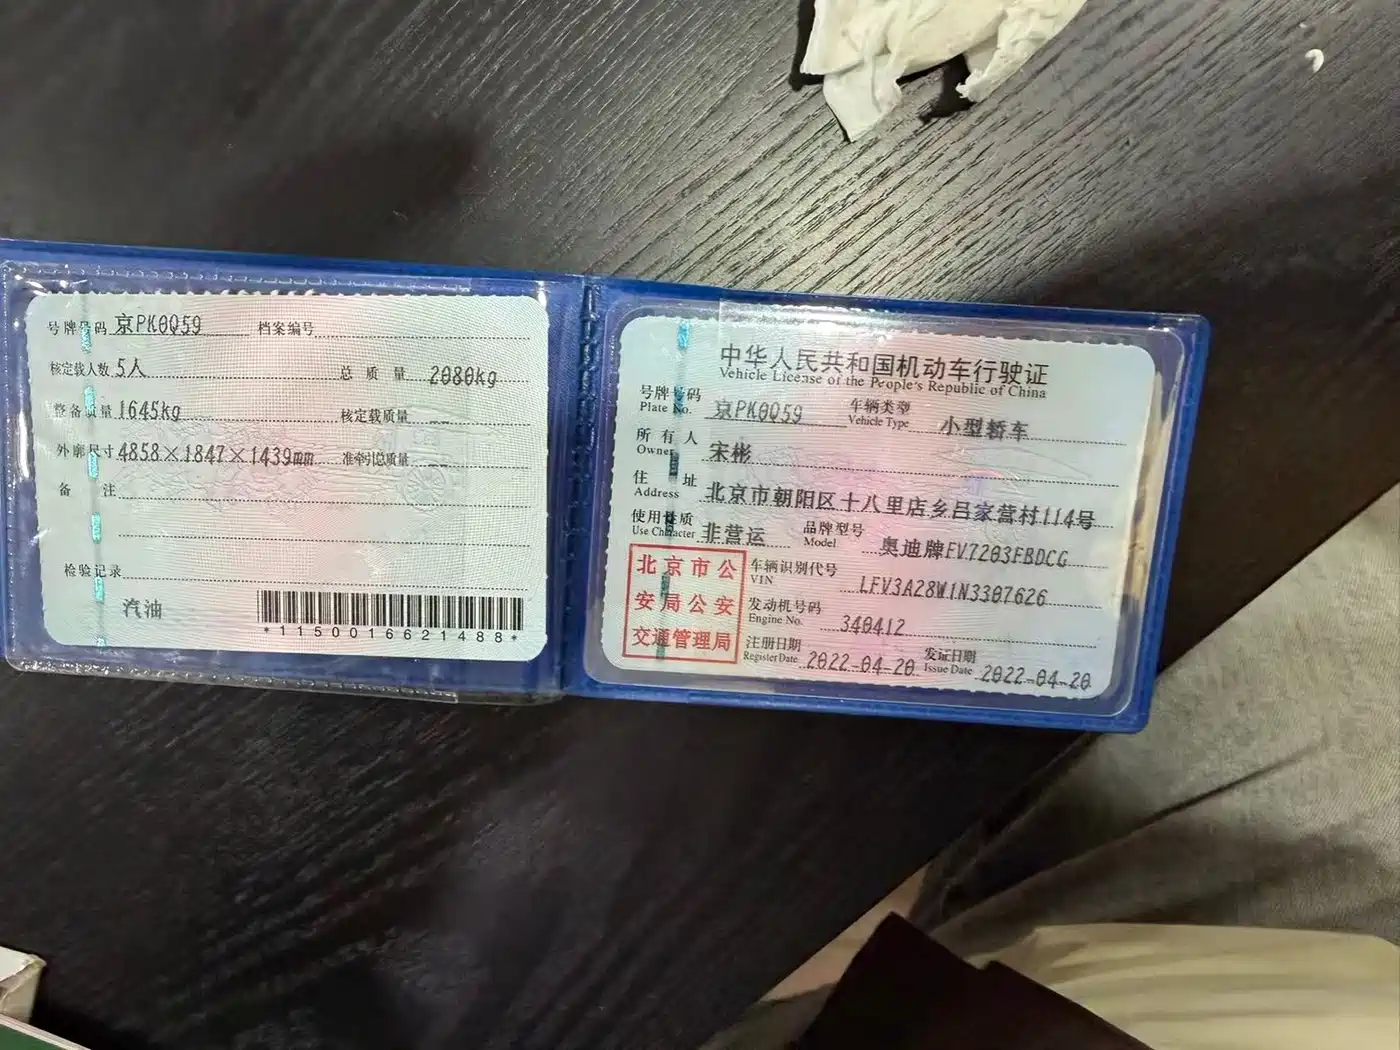 号牌号码 京PK0Q59 档案编号
核定载人数 5人 总质量 2080kg
整备质量 1645kg 核定载质量 --
外廓尺寸 4858×1847×1439mm 准牵引总质量 --
备注
检验记录
汽油
*1150016621488*
中华人民共和国机动车行驶证
Vehicle License of the People's Republic of China
号牌号码 京PK0Q59 车辆类型 小型轿车
Plate No. Vehicle Type
所有人 宋彬
Owner
住址 北京市朝阳区十八里店乡吕家营村114号
Address
使用性质 非营运 品牌型号 奥迪牌FV7203FBDCG
Use Character Model
北京市公
安局公安
交通管理局
车辆识别代号 LFV3A28W1N3307626
VIN
发动机号码 340412
Engine No.
注册日期 2022-04-20 发证日期 2022-04-20
Register Date Issue Date